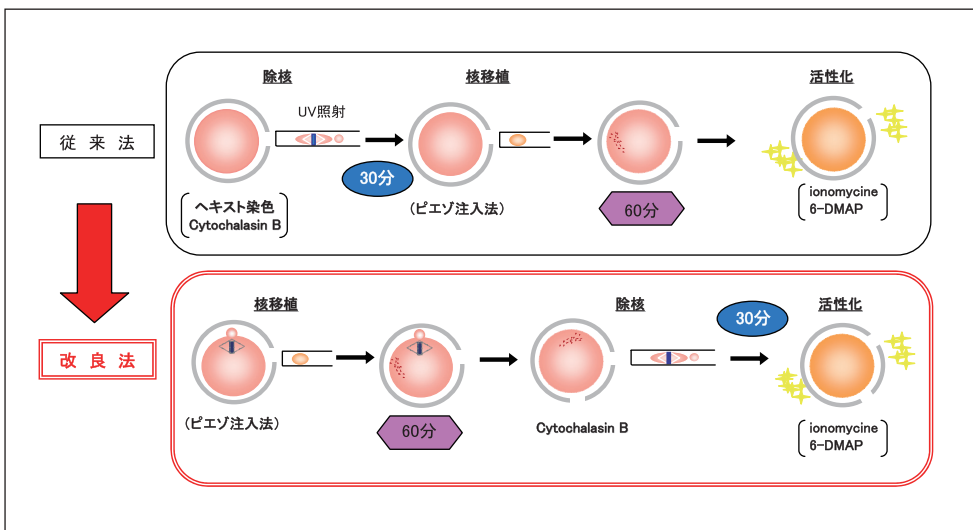 従来法
除核
核移植
活性化
UV照射
30分
(ピエゾ注入法)
60分
ヘキスト染色
Cytochalasin B
ionomycine
6-DMAP
改良法
核移植
除核
30分
活性化
(ピエゾ注入法)
60分
Cytochalasin B
ionomycine
6-DMAP